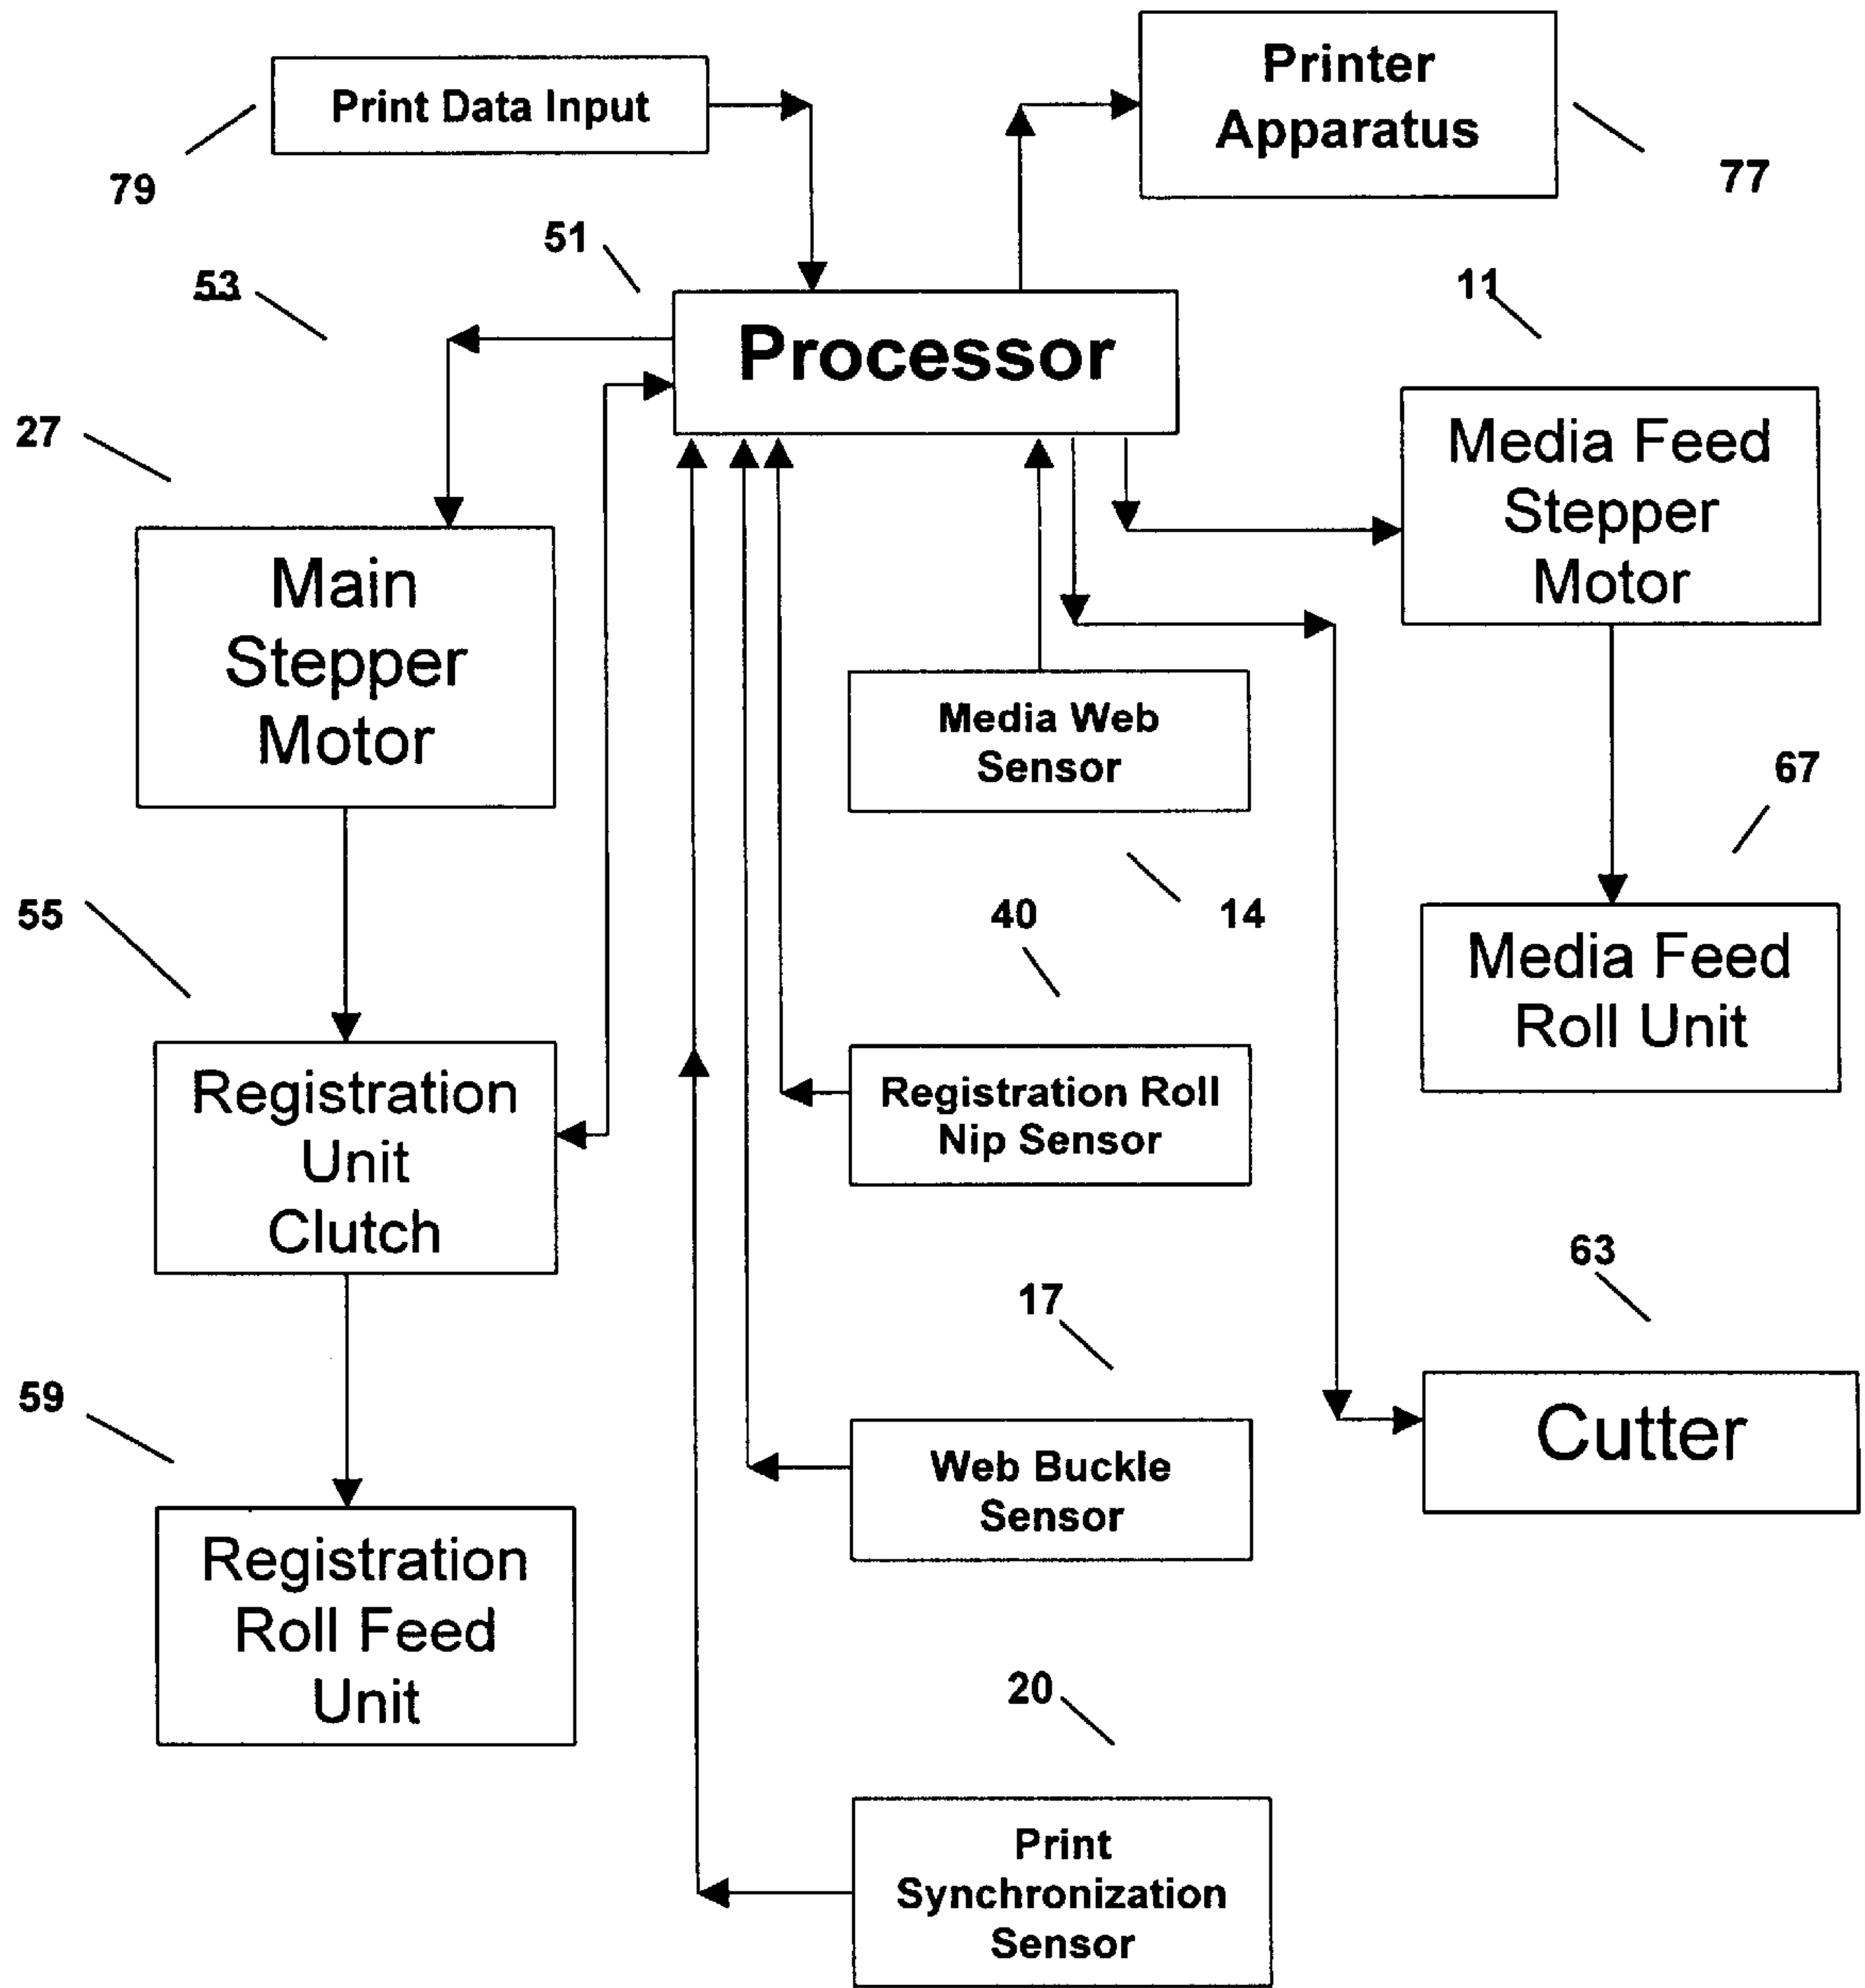 Print Data Input
79
Printer
Apparatus
77
51
53
Processor
11
27
Main
Stepper
Motor
Media Feed
Stepper
Motor
Media Web
Sensor
14
67
55
40
Media Feed
Roll Unit
Registration
Unit
Clutch
Registration Roll
Nip Sensor
63
17
59
Cutter
Web Buckle
Sensor
Registration
Roll Feed
Unit
20
Print
Synchronization
Sensor